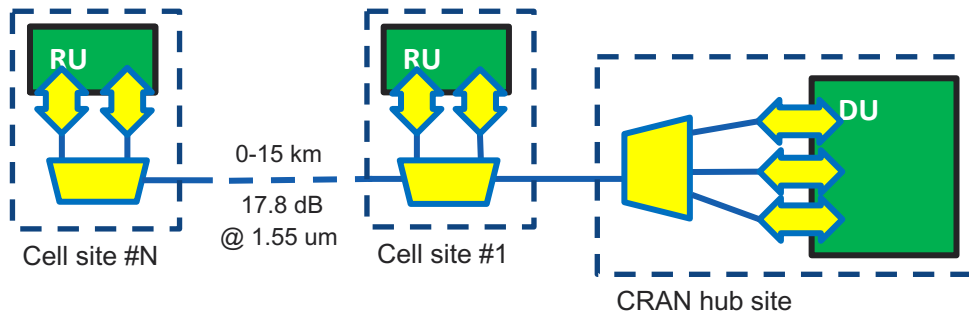 RU
RU
DU
0-15 km
17.8 dB
@ 1.55 um
Cell site #N
Cell site #1
CRAN hub site